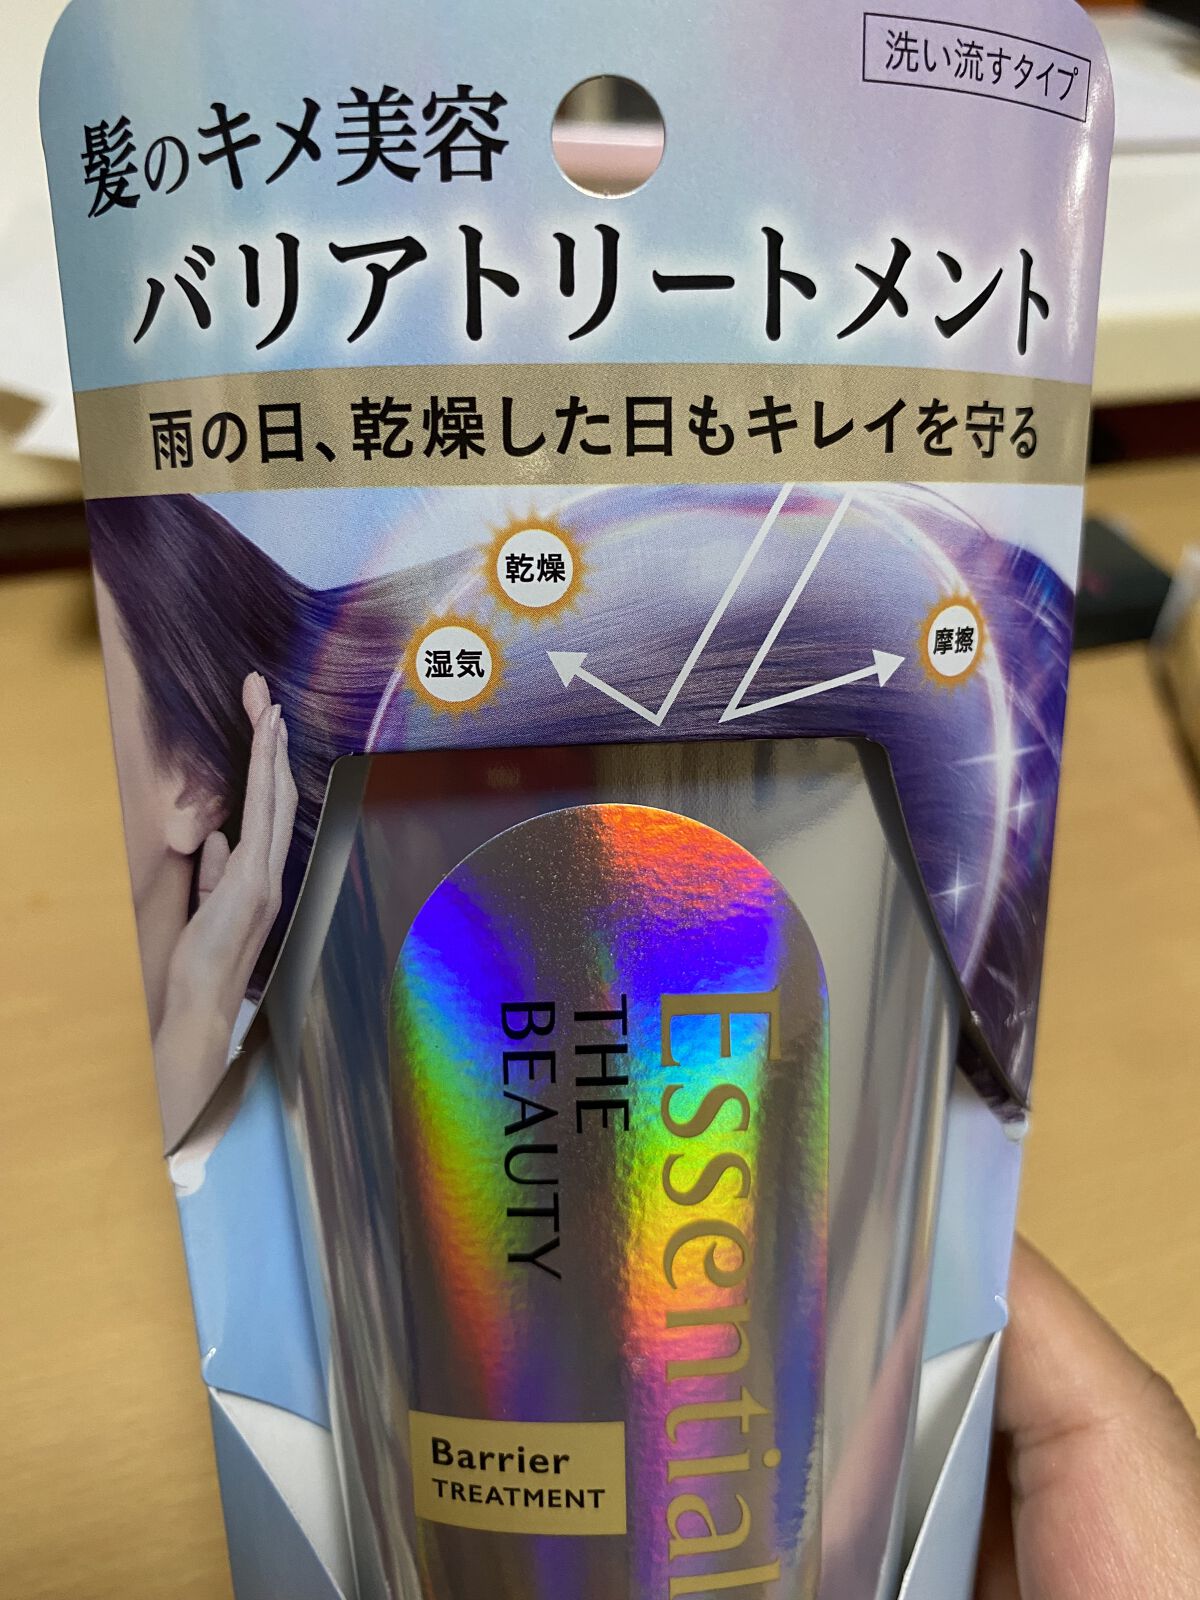 洗い流すタイプ
髪のキメ美容
バリアトリートメント
雨の日、乾燥した日もキレイを守る
乾燥
湿気
摩擦
Essential
THE
BEAUTY
Barrier
TREATMENT